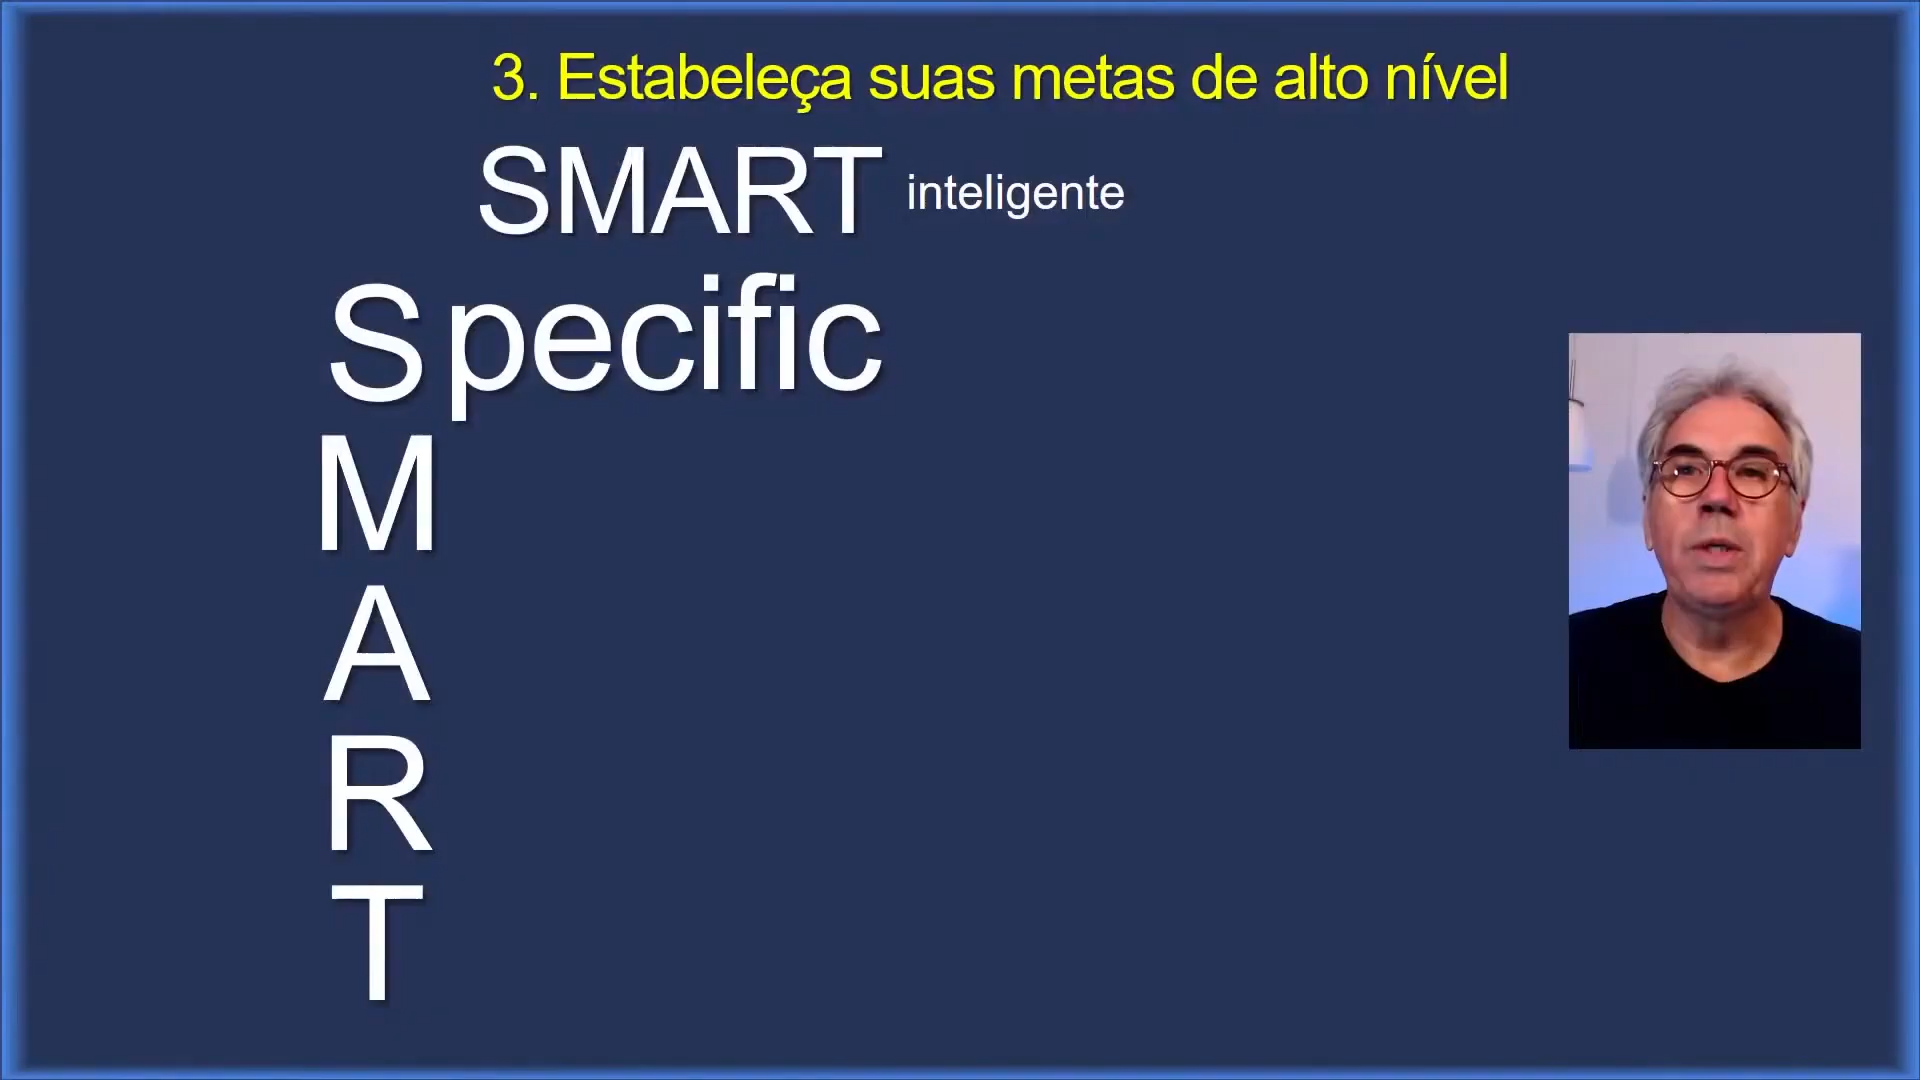 3. Estabeleça suas metas de alto nível
SMART inteligente
Specific
M
A
R
T